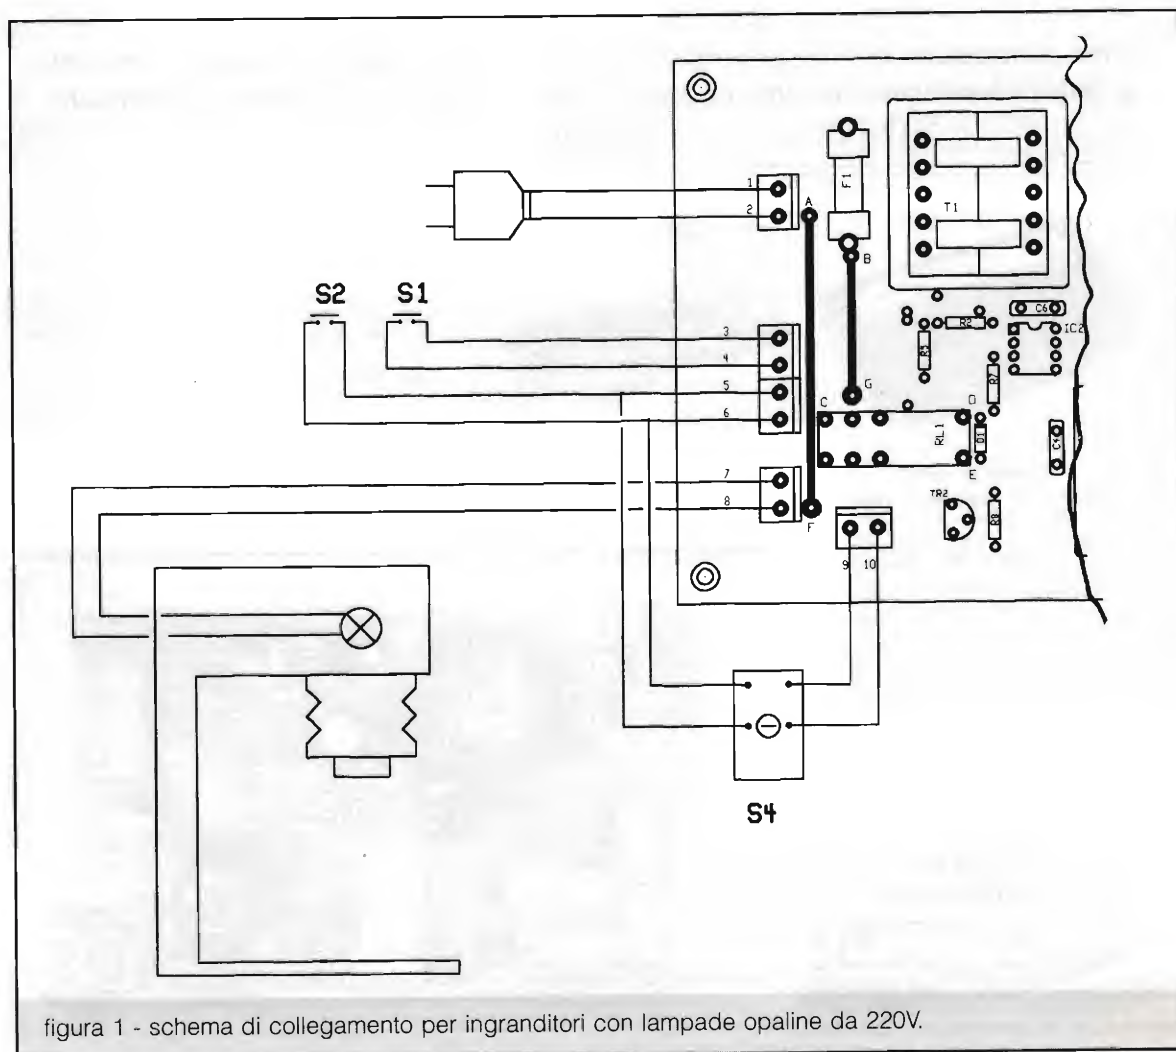 1
2
A
F1
T1
B
S2
S1
3
4
5
6
R5
R2
C6
IC2
R7
G
C
D
RL1
D1
E
C4
7
8
F
TR2
R8
9
10
S4
figura 1 - schema di collegamento per ingranditori con lampade opaline da 220V.